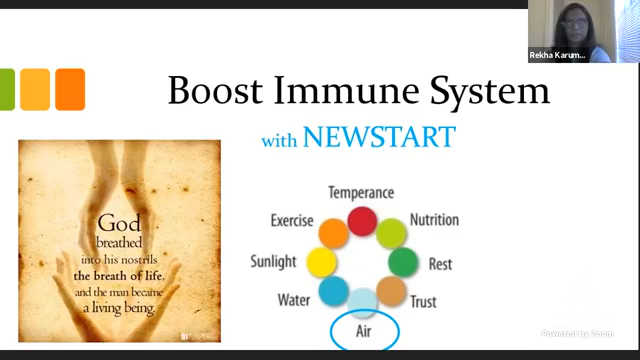 Rekha Karum...
Boost Immune System
with NEWSTART
God
breathed
into his nostrils
the breath of life,
and the man became
a living being.
Temperance
Exercise
Nutrition
Sunlight
Rest
Water
Trust
Air
Powered by Zoom